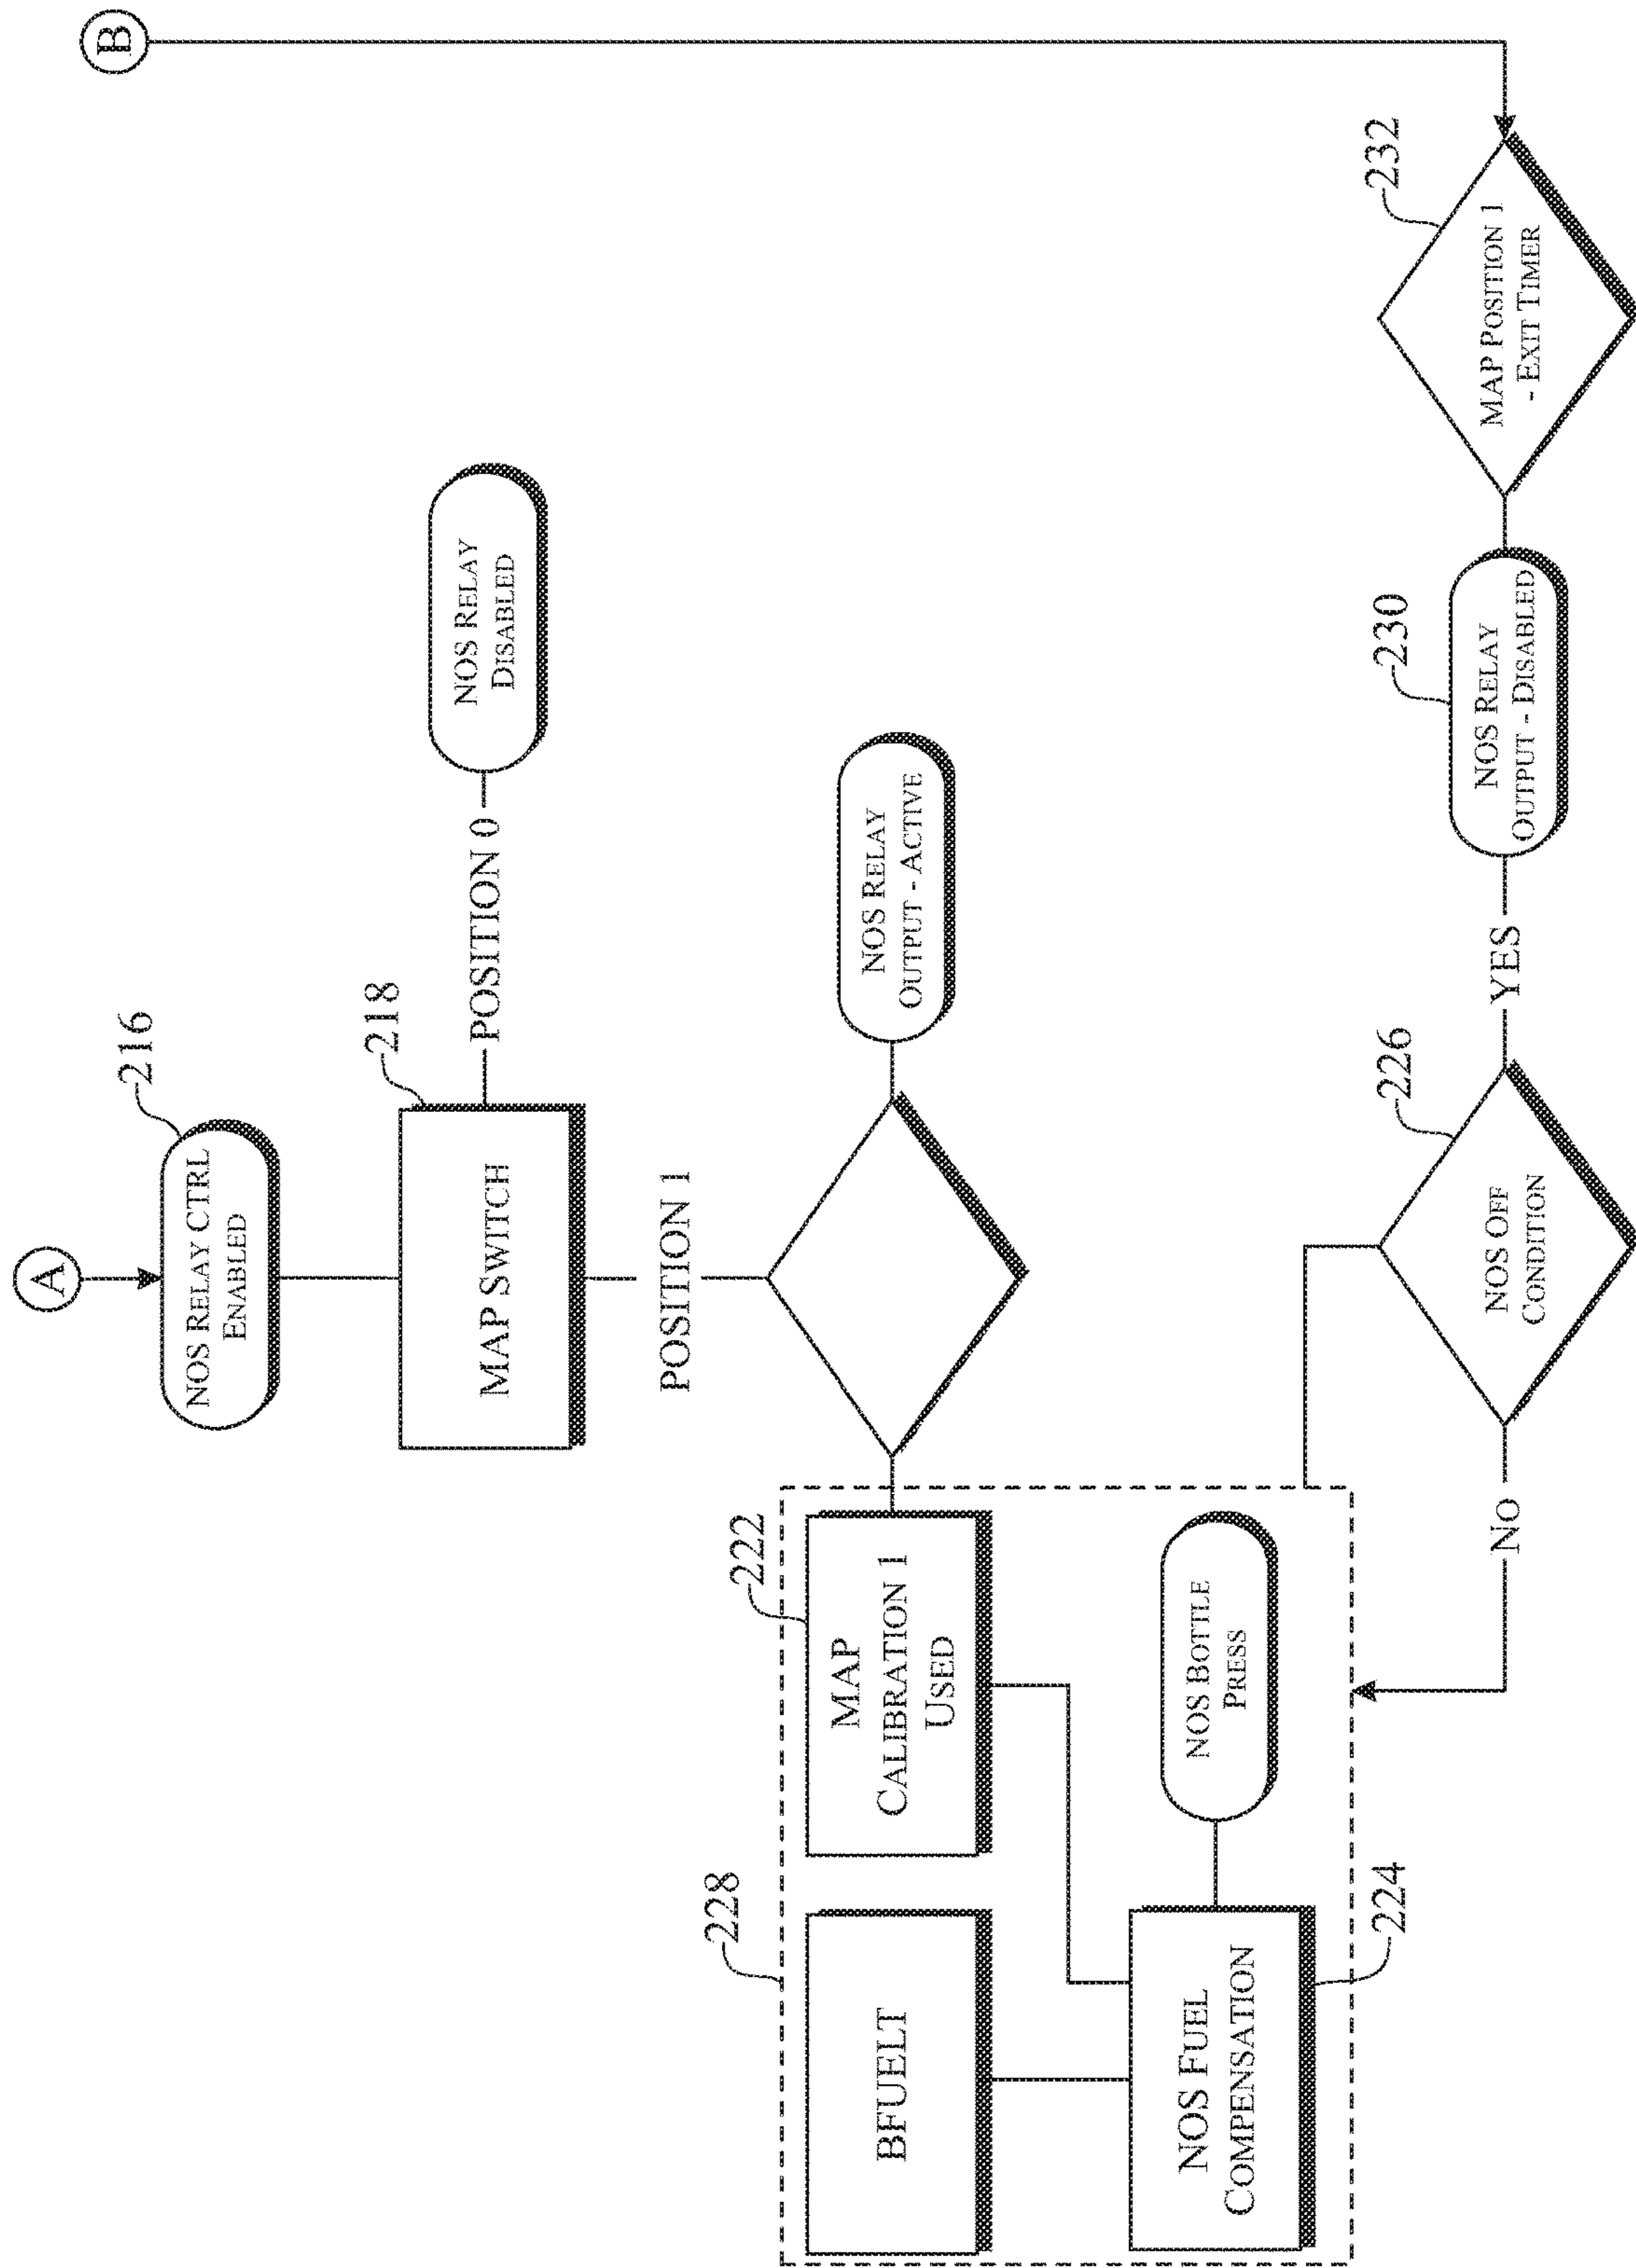 A
B
NOS RELAY CTRL
ENABLED
216
MAP SWITCH
218
POSITION 0
NOS RELAY
DISABLED
POSITION 1
NOS RELAY
OUTPUT - ACTIVE
228
BFUELT
222
MAP
CALIBRATION 1
USED
NOS FUEL
COMPENSATION
224
NOS BOTTLE
PRESS
NO
NOS OFF
CONDITION
226
YES
NOS RELAY
OUTPUT - DISABLED
230
MAP POSITION 1
- EXIT TIMER
232